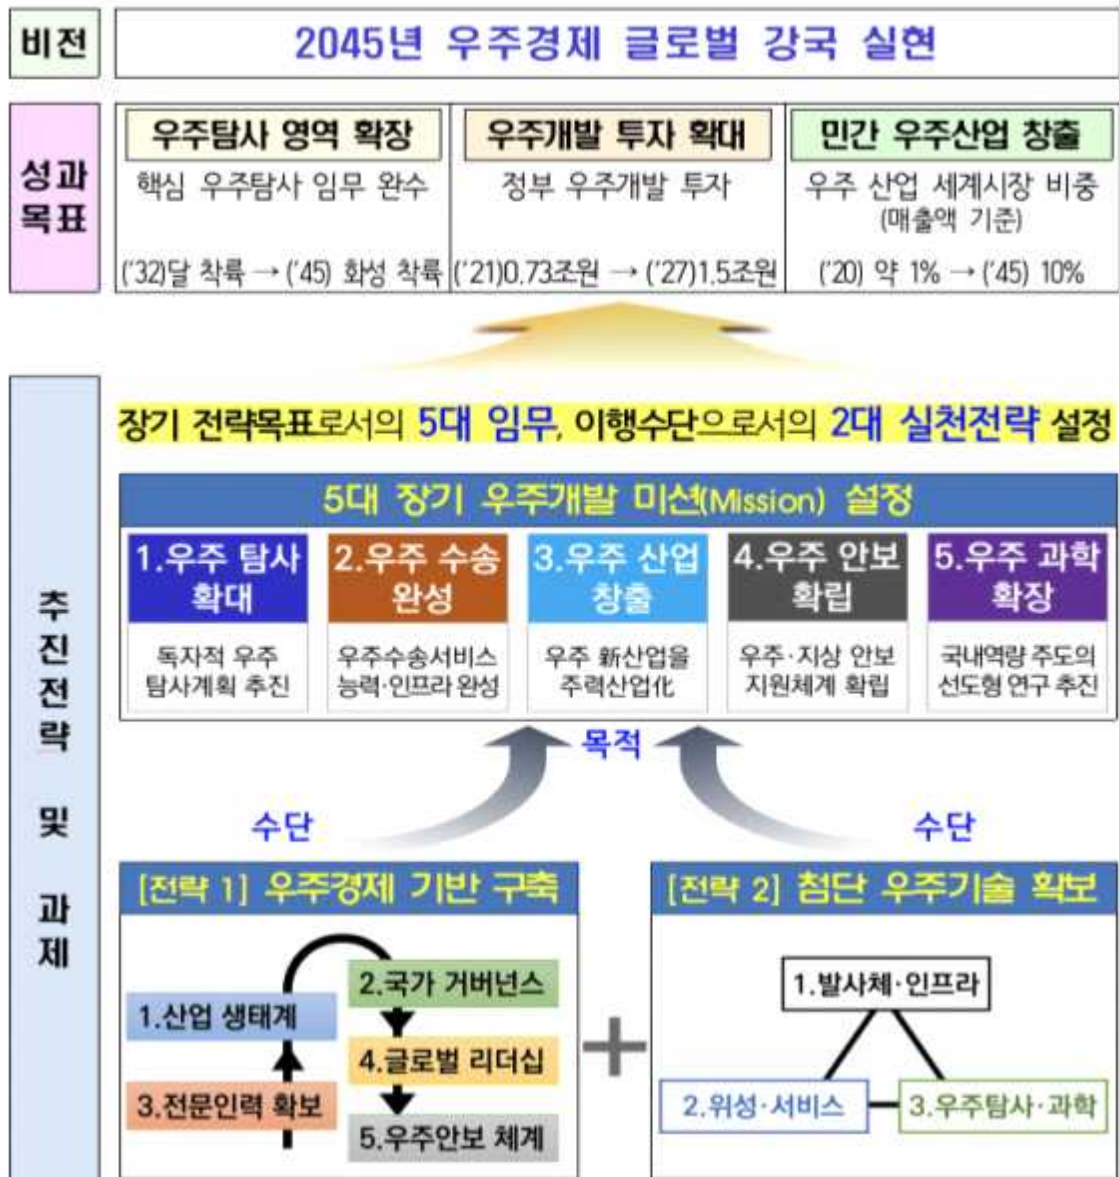 비전
2045년 우주경제 글로벌 강국 실현
성과
목표
우주탐사 영역 확장
핵심 우주탐사 임무 완수
('32)달 착륙 → ('45) 화성 착륙
우주개발 투자 확대
정부 우주개발 투자
('21)0.73조원 → ('27)1.5조원
민간 우주산업 창출
우주 산업 세계시장 비중
(매출액 기준)
('20) 약 1% → ('45) 10%
추진전략 및 과제
장기 전략목표로서의 5대 임무, 이행수단으로서의 2대 실천전략 설정
5대 장기 우주개발 미션(Mission) 설정
1.우주 탐사
확대
독자적 우주
탐사계획 추진
2.우주 수송
완성
우주수송서비스
능력·인프라 완성
3.우주 산업
창출
우주 新산업을
주력산업化
4.우주 안보
확립
우주·지상 안보
지원체계 확립
5.우주 과학
확장
국내역량 주도의
선도형 연구 추진
목적
수단
수단
[전략 1] 우주경제 기반 구축
1.산업 생태계
2.국가 거버넌스
3.전문인력 확보
4.글로벌 리더십
5.우주안보 체계
[전략 2] 첨단 우주기술 확보
1.발사체·인프라
2.위성·서비스
3.우주탐사·과학